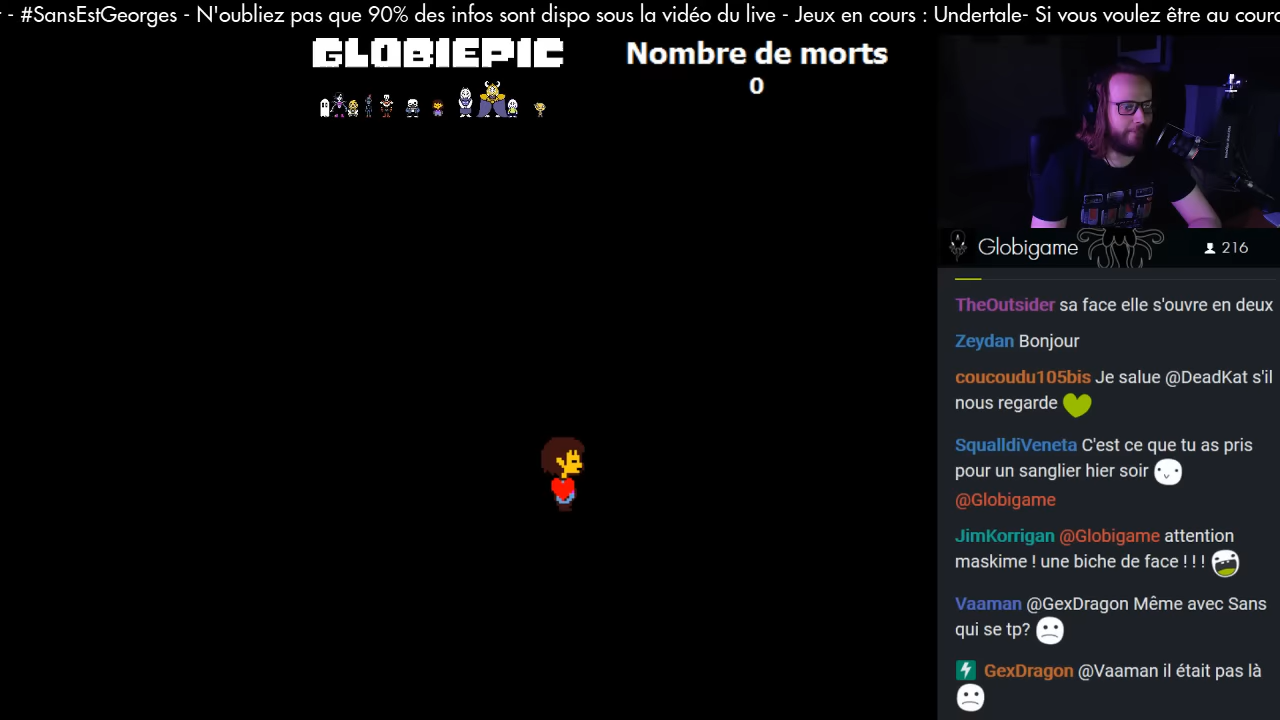 - #SansEstGeorges - N'oubliez pas que 90% des infos sont dispo sous la vidéo du live - Jeux en cours : Undertale- Si vous voulez être au
GLOBIEPIC
Nombre de morts
0
Globigame
216
TheOutsider sa face elle s'ouvre en deux
Zeydan Bonjour
coucoudu105bis Je salue @DeadKat s'il
nous regarde
SqualldiVeneta C'est ce que tu as pris
pour un sanglier hier soir
@Globigame
JimKorrigan @Globigame attention
maskime ! une biche de face ! ! !
Vaaman @GexDragon Même avec Sans
qui se tp?
GexDragon @Vaaman il était pas là